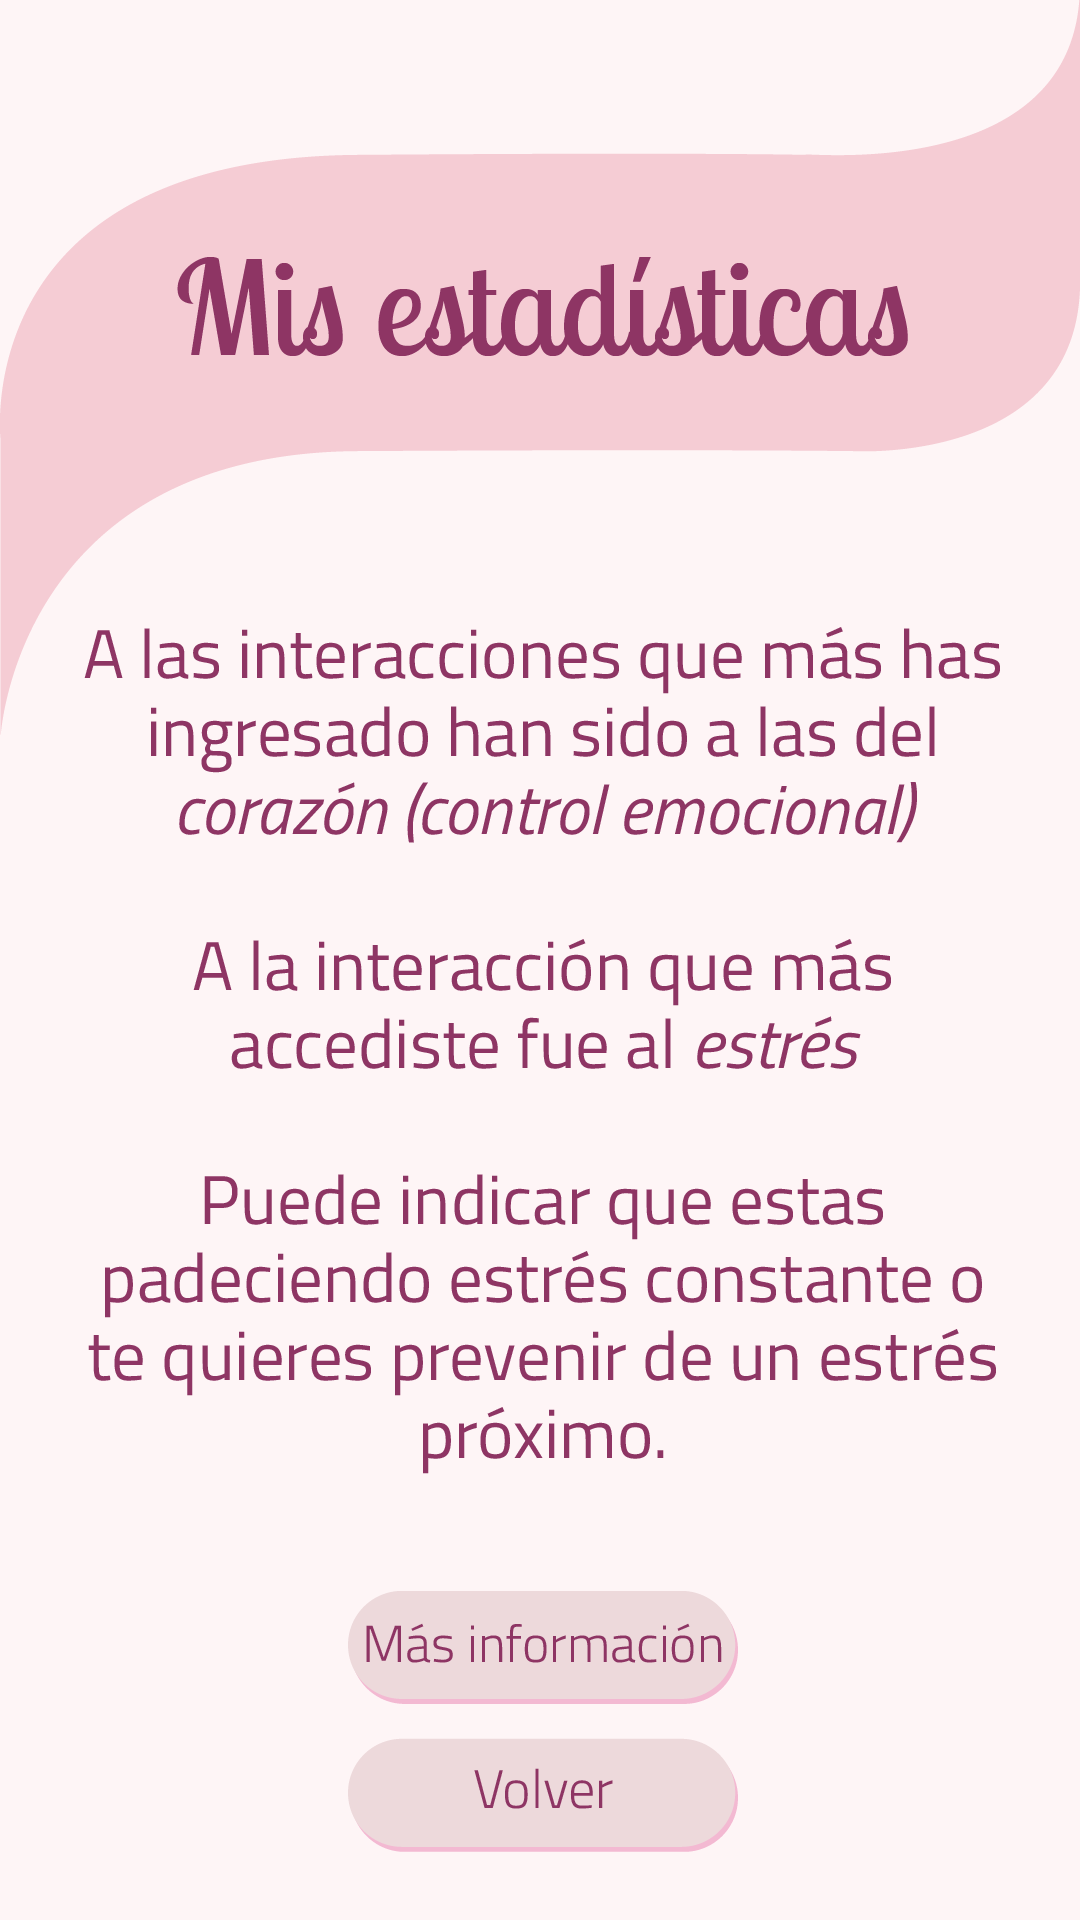 Mis estadísticas
A las interacciones que más has
ingresado han sido a las del
corazón (control emocional)
A la interacción que más
accediste fue al estrés
Puede indicar que estas
padeciendo estrés constante o
te quieres prevenir de un estrés
próximo.
Más información
Volver